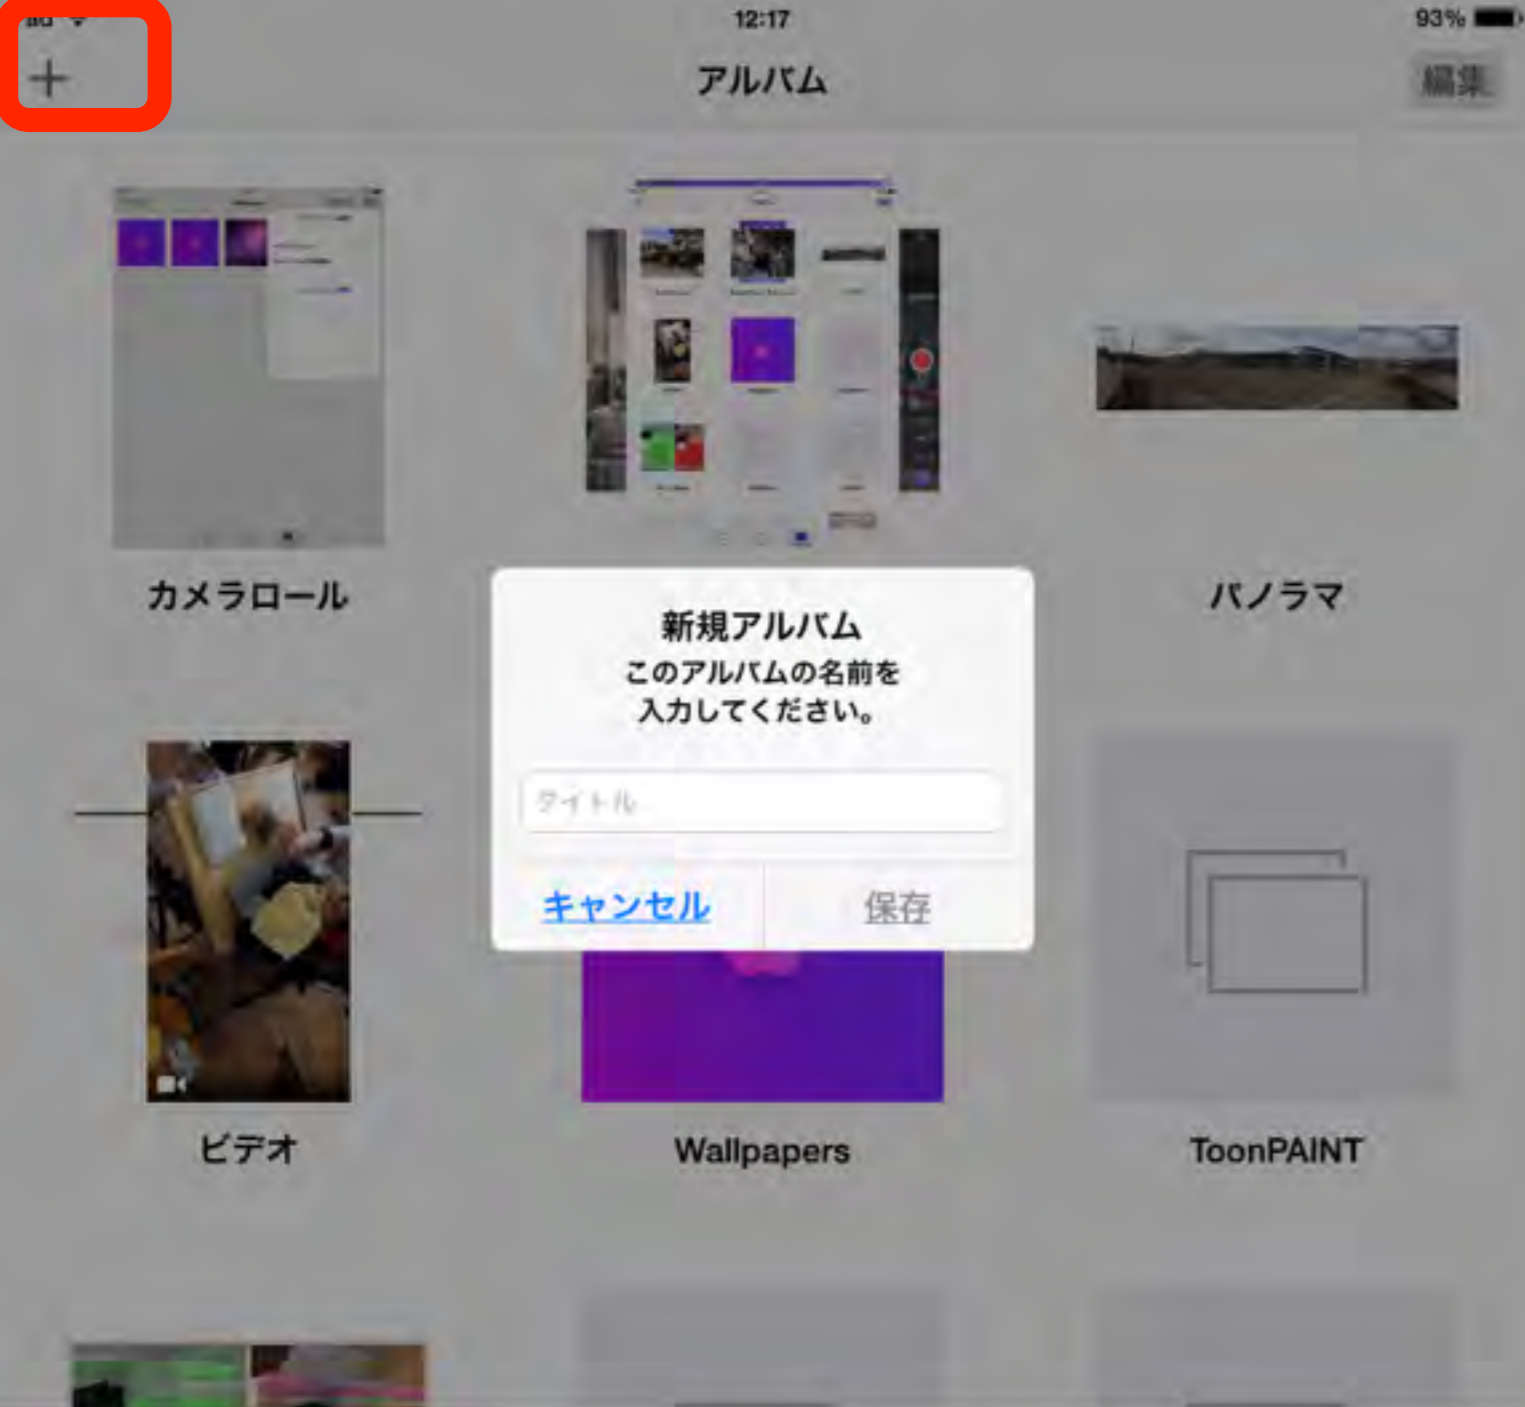 12:17
93%
+
アルバム
編集
カメラロール
パノラマ
新規アルバム
このアルバムの名前を
入力してください。
タイトル
キャンセル
保存
ビデオ
Wallpapers
ToonPAINT